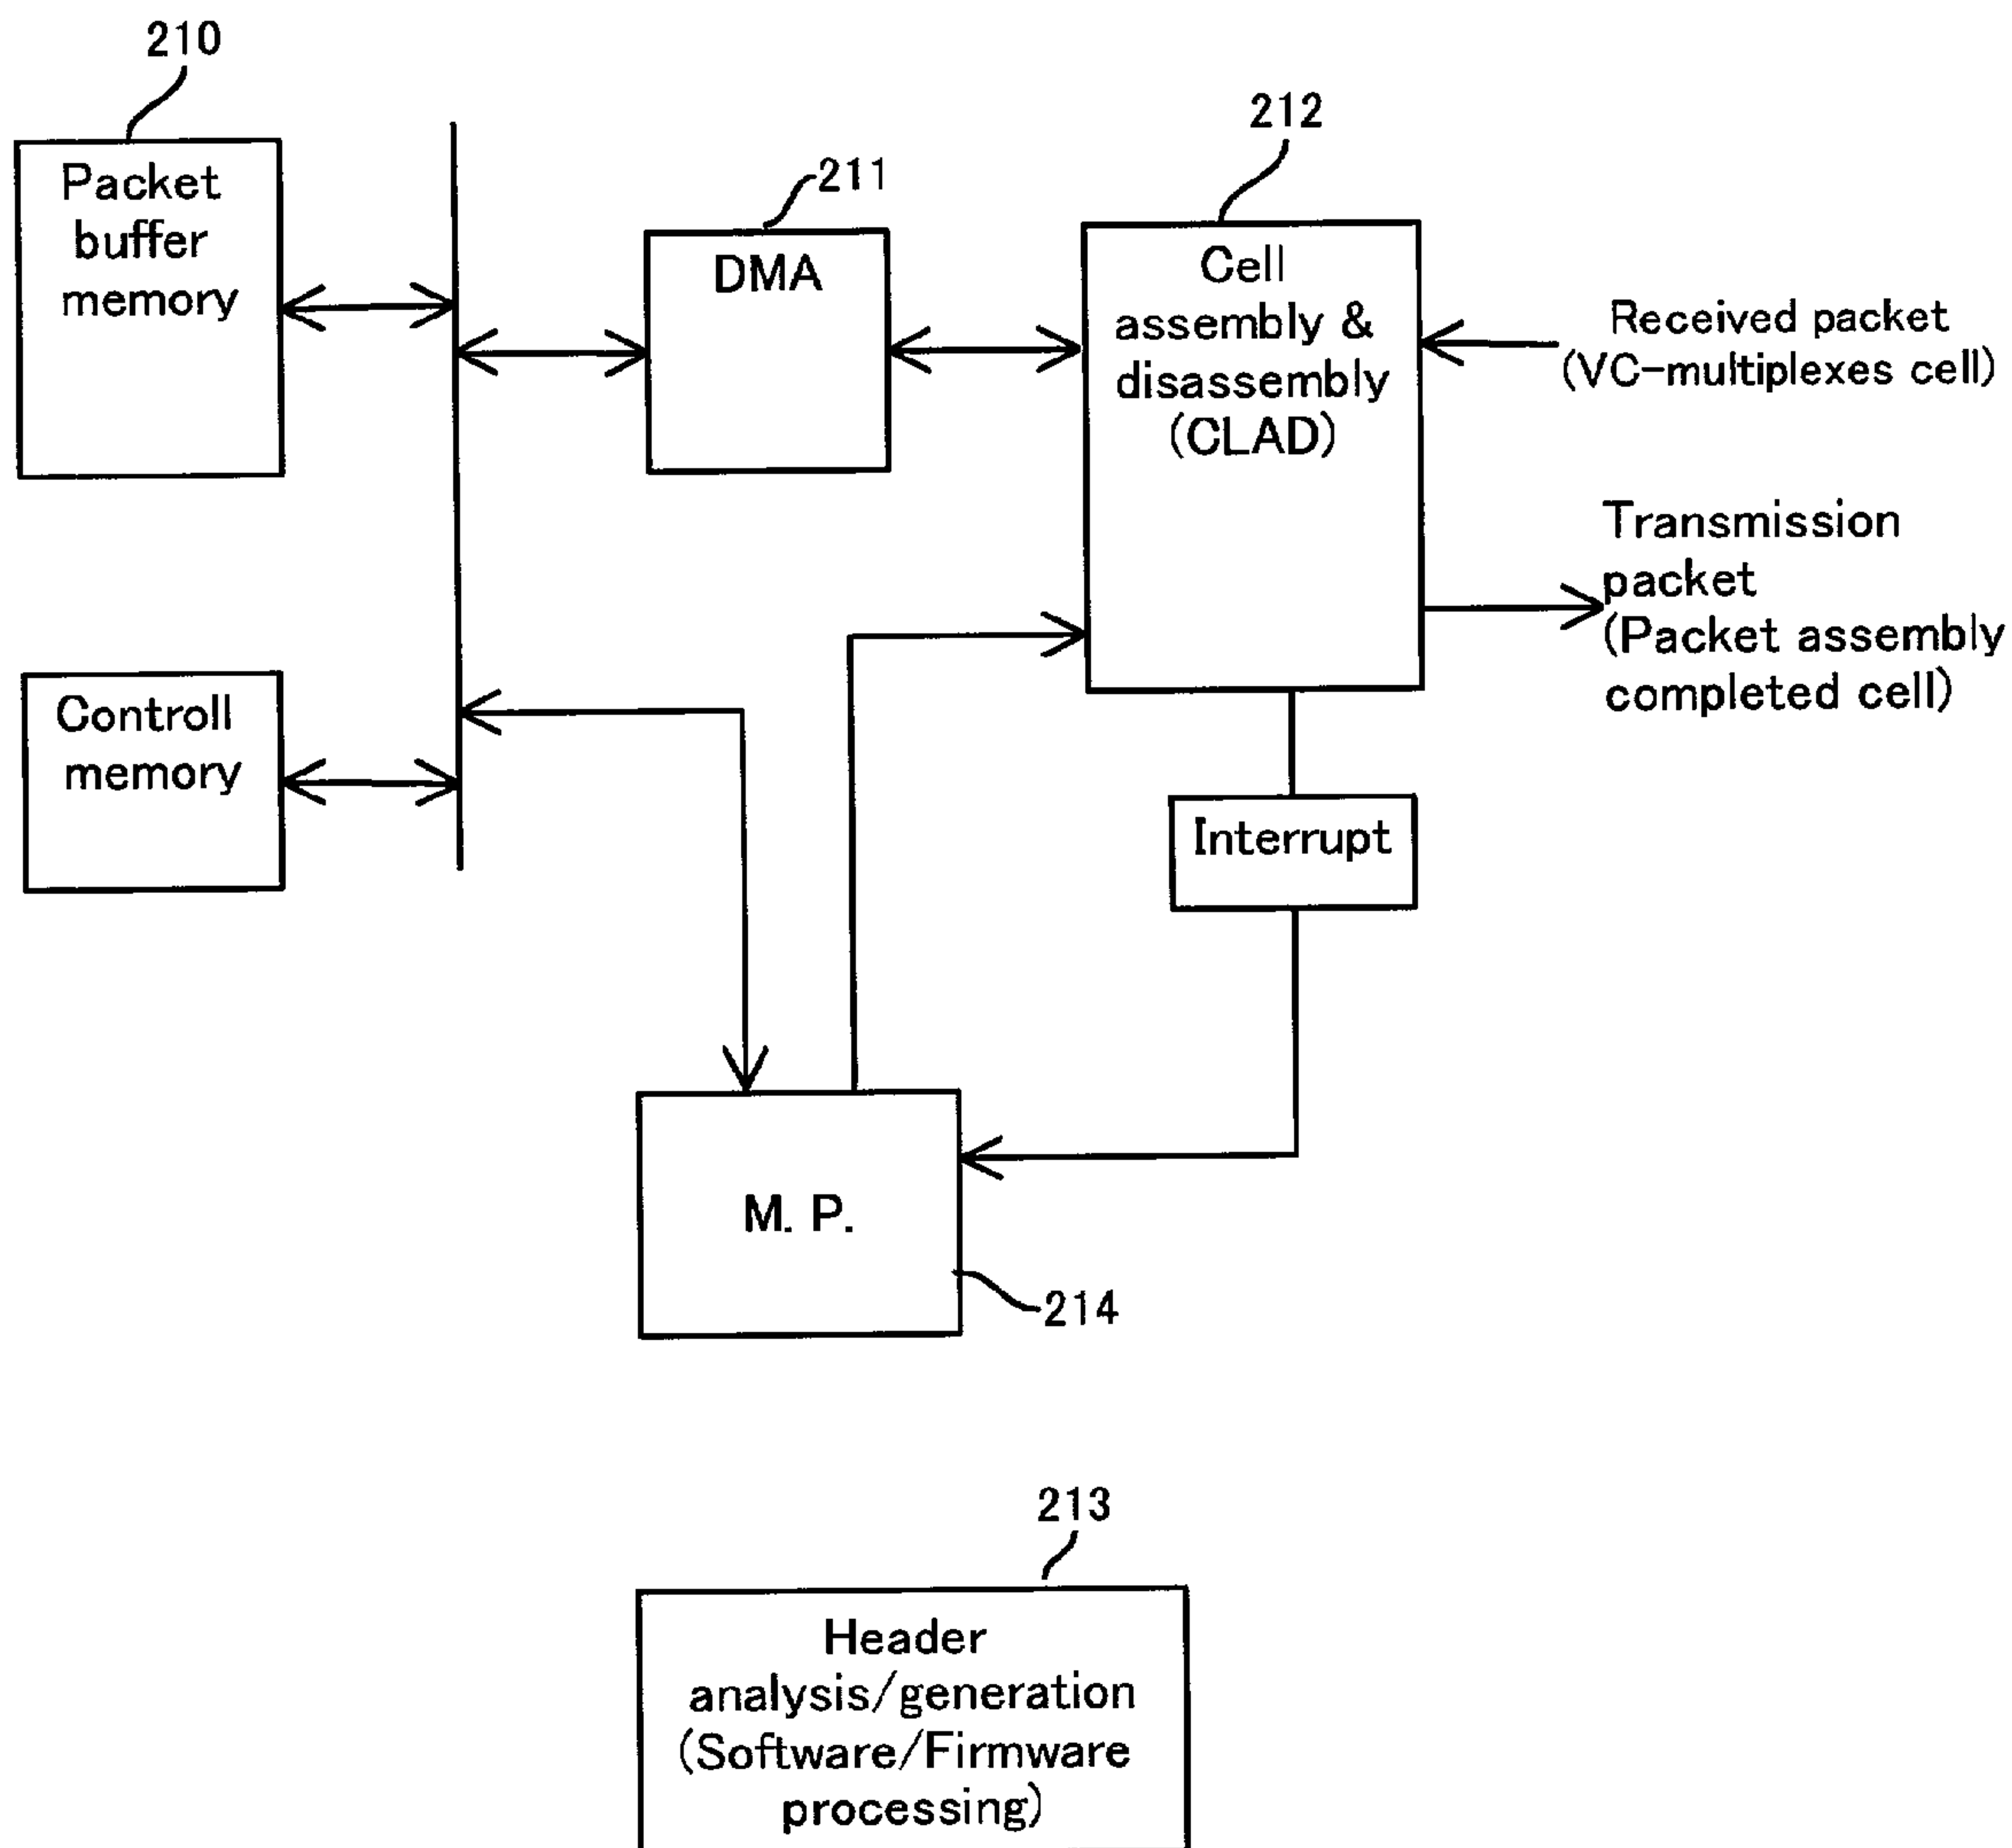 210
Packet
buffer
memory
211
DMA
212
Cell
assembly &
disassembly
(CLAD)
Received packet
(VC-multiplexes cell)
Transmission
packet
(Packet assembly
completed cell)
Controll
memory
Interrupt
M. P.
214
213
Header
analysis/generation
(Software/Firmware
processing)